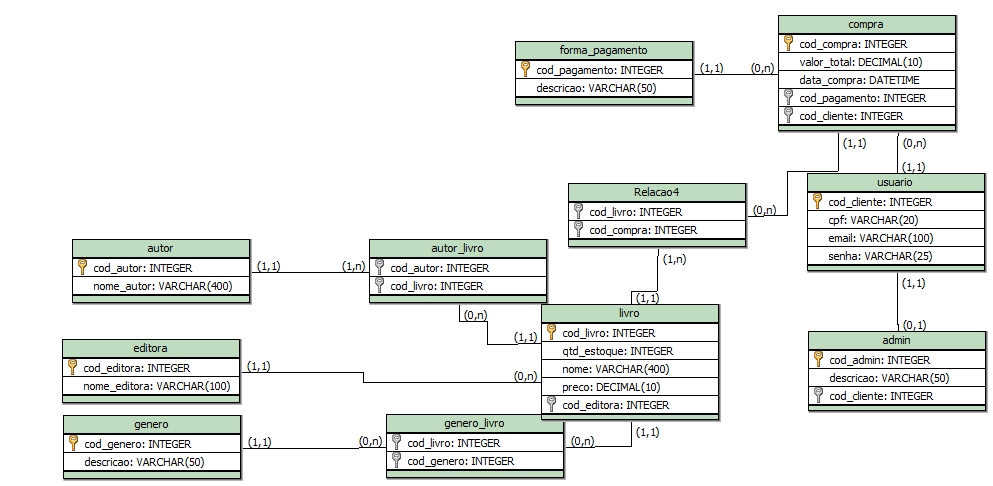 compra
cod_compra: INTEGER
valor_total: DECIMAL(10)
data_compra: DATETIME
cod_pagamento: INTEGER
cod_cliente: INTEGER
forma_pagamento
cod_pagamento: INTEGER
descricao: VARCHAR(50)
(1,1)
(0,n)
(1,1)
(0,n)
(1,1)
usuario
cod_cliente: INTEGER
cpf: VARCHAR(20)
email: VARCHAR(100)
senha: VARCHAR(25)
Relacao4
cod_livro: INTEGER
cod_compra: INTEGER
(0,n)
(1,n)
(1,1)
autor
cod_autor: INTEGER
nome_autor: VARCHAR(400)
(1,1)
(1,n)
autor_livro
cod_autor: INTEGER
cod_livro: INTEGER
(0,n)
(1,1)
livro
cod_livro: INTEGER
qtd_estoque: INTEGER
nome: VARCHAR(400)
preco: DECIMAL(10)
cod_editora: INTEGER
(1,1)
(0,1)
admin
cod_admin: INTEGER
descricao: VARCHAR(50)
cod_cliente: INTEGER
editora
cod_editora: INTEGER
nome_editora: VARCHAR(100)
(1,1)
(0,n)
genero
cod_genero: INTEGER
descricao: VARCHAR(50)
(1,1)
(0,n)
genero_livro
cod_livro: INTEGER
cod_genero: INTEGER
(0,n)
(1,1)